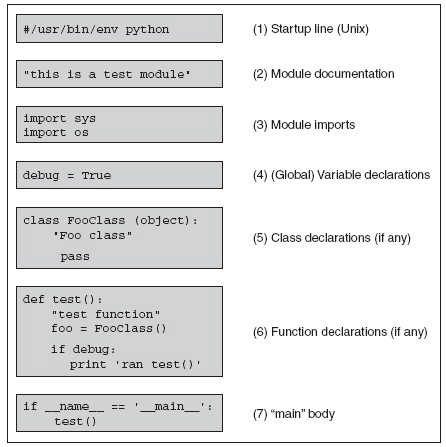 #/usr/bin/env python
(1) Startup line (Unix)
"this is a test module"
(2) Module documentation
import sys
import os
(3) Module imports
debug = True
(4) (Global) Variable declarations
class FooClass (object):
"Foo class"
pass
(5) Class declarations (if any)
def test():
"test function"
foo = FooClass()
if debug:
print 'ran test()'
(6) Function declarations (if any)
if __name__ == '__main__':
test()
(7) “main” body